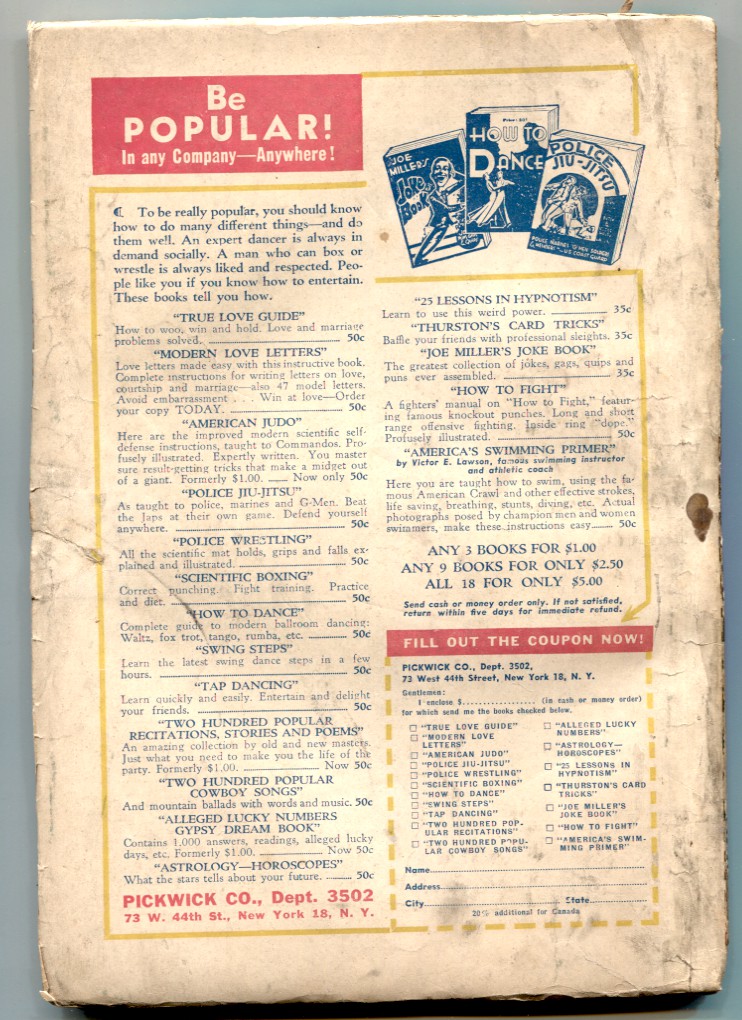 Be
POPULAR!
In any Company—Anywhere!
JOE
MILLER'S
JOKE
BOOK
HOW TO
DANCE
POLICE
JIU-JITSU
To be really popular, you should know
how to do many different things—and do
them well. An expert dancer is always in
demand socially. A man who can box or
wrestle is always liked and respected. Peo-
ple like you if you know how to entertain.
These books tell you how.
"TRUE LOVE GUIDE"
How to woo, win and hold. Love and marriage
problems solved. 50c
"MODERN LOVE LETTERS"
Love letters made easy with this instructive book.
Complete instructions for writing letters on love,
courtship and marriage—also 47 model letters.
Avoid embarrassment . . . Win at love—Order
your copy TODAY. 50c
"AMERICAN JUDO"
Here are the improved modern scientific self-
defense instructions, taught to Commandos. Pro-
fusely illustrated. Expertly written. You master
sure result-getting tricks that make a midget out
of a giant. Formerly $1.00. Now only 50c
"POLICE JIU-JITSU"
As taught to police, marines and G-Men. Beat
the Japs at their own game. Defend yourself
anywhere. 50c
"POLICE WRESTLING"
All the scientific mat holds, grips and falls ex-
plained and illustrated. 50c
"SCIENTIFIC BOXING"
Correct punching. Fight training. Practice
and diet. 50c
"HOW TO DANCE"
Complete guide to modern ballroom dancing:
Waltz, fox trot, tango, rumba, etc. 50c
"SWING STEPS"
Learn the latest swing dance steps in a few
hours. 50c
"TAP DANCING"
Learn quickly and easily. Entertain and delight
your friends. 50c
"TWO HUNDRED POPULAR
RECITATIONS, STORIES AND POEMS"
An amazing collection by old and new masters.
Just what you need to make you the life of the
party. Formerly $1.00. Now 50c
"TWO HUNDRED POPULAR
COWBOY SONGS"
And mountain ballads with words and music. 50c
"ALLEGED LUCKY NUMBERS
GYPSY DREAM BOOK"
Contains 1,000 answers, readings, alleged lucky
days, etc. Formerly $1.00. Now 50c
"ASTROLOGY—HOROSCOPES"
What the stars tells about your future. 50c
PICKWICK CO., Dept. 3502
73 W. 44th St., New York 18, N. Y.
"25 LESSONS IN HYPNOTISM"
Learn to use this weird power. 35c
"THURSTON'S CARD TRICKS"
Baffle your friends with professional sleights. 35c
"JOE MILLER'S JOKE BOOK"
The greatest collection of jokes, gags, quips and
puns ever assembled. 35c
"HOW TO FIGHT"
A fighters' manual on "How to Fight," featur-
ing famous knockout punches. Long and short
range offensive fighting. Inside ring "dope."
Profusely illustrated. 50c
"AMERICA'S SWIMMING PRIMER"
by Victor E. Lawson, famous swimming instructor
and athletic coach
Here you are taught how to swim, using the fa-
mous American Crawl and other effective strokes,
life saving, breathing, stunts, diving, etc. Actual
photographs posed by champion men and women
swimmers, make these instructions easy 50c
ANY 3 BOOKS FOR $1.00
ANY 9 BOOKS FOR ONLY $2.50
ALL 18 FOR ONLY $5.00
Send cash or money order only. If not satisfied,
return within five days for immediate refund.
FILL OUT THE COUPON NOW!
PICKWICK CO., Dept. 3502,
73 West 44th Street, New York 18, N. Y.
Gentlemen:
I enclose $.................. (in cash or money order)
for which send me the books checked below.
"TRUE LOVE GUIDE"
"MODERN LOVE
LETTERS"
"AMERICAN JUDO"
"POLICE JIU-JITSU"
"POLICE WRESTLING"
"SCIENTIFIC BOXING"
"HOW TO DANCE"
"SWING STEPS"
"TAP DANCING"
"TWO HUNDRED POP-
ULAR RECITATIONS"
"TWO HUNDRED POPU-
LAR COWBOY SONGS"
"ALLEGED LUCKY
NUMBERS"
"ASTROLOGY—
HOROSCOPES"
"25 LESSONS IN
HYPNOTISM"
"THURSTON'S CARD
TRICKS"
"JOE MILLER'S
JOKE BOOK"
"HOW TO FIGHT"
"AMERICA'S SWIM-
MING PRIMER"
Name
Address
City State
20% additional for Canada